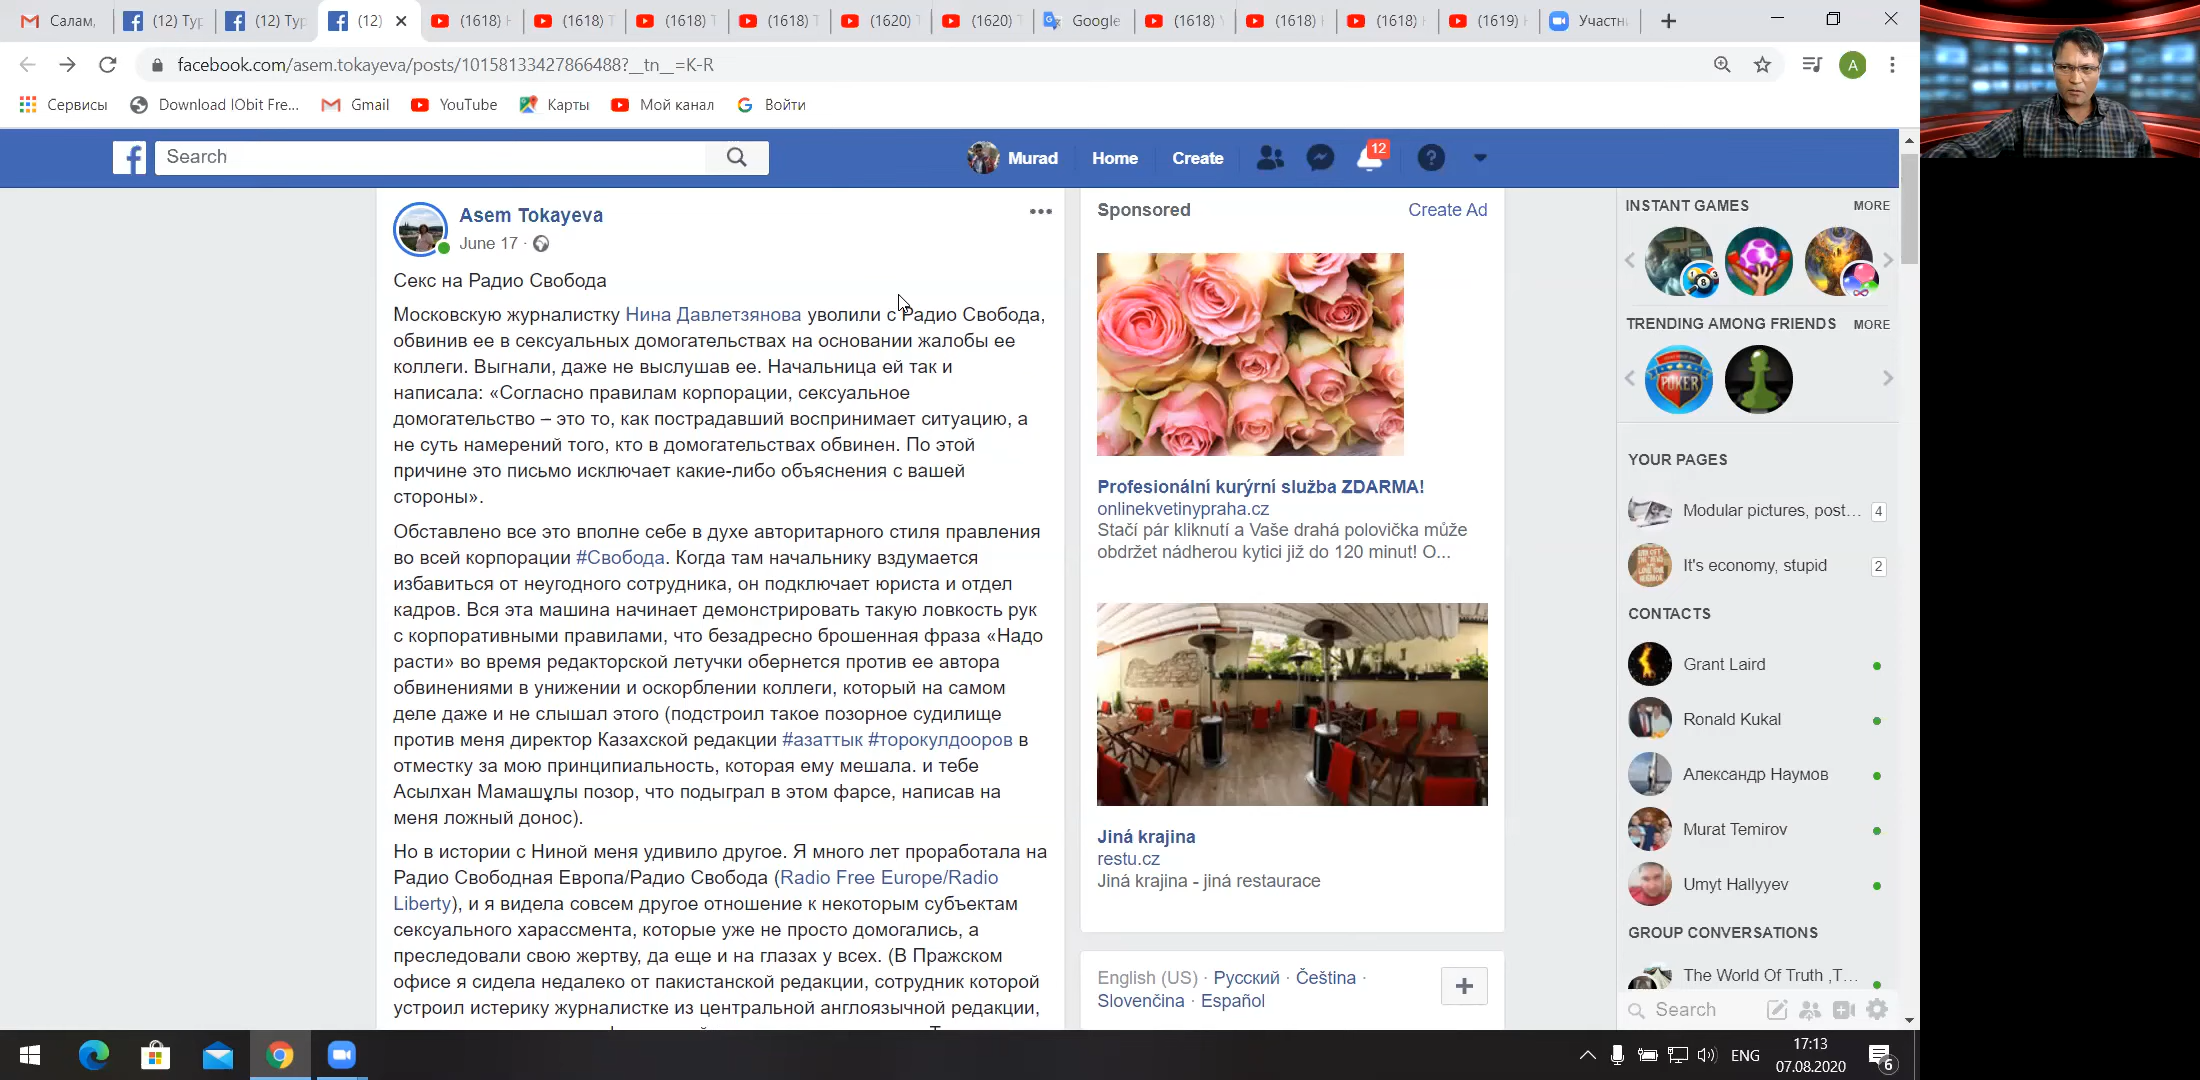 Салам,
(12) Тур
(12) Тур
(12)
(1618)
(1618)
(1618)
(1618)
(1620)
(1620)
Google
(1618)
(1618)
(1618)
(1619)
Участн
facebook.com/asem.tokayeva/posts/10158133427866488?__tn__=K-R
A
Сервисы
Download IObit Fre...
Gmail
YouTube
Карты
Мой канал
Войти
Search
Murad
Home
Create
12
Asem Tokayeva
June 17 ·
Секс на Радио Свобода
Московскую журналистку Нина Давлетзянова уволили с Радио Свобода,
обвинив ее в сексуальных домогательствах на основании жалобы ее
коллеги. Выгнали, даже не выслушав ее. Начальница ей так и
написала: «Согласно правилам корпорации, сексуальное
домогательство – это то, как пострадавший воспринимает ситуацию, а
не суть намерений того, кто в домогательствах обвинен. По этой
причине это письмо исключает какие-либо объяснения с вашей
стороны».
Обставлено все это вполне себе в духе авторитарного стиля правления
во всей корпорации #Свобода. Когда там начальнику вздумается
избавиться от неугодного сотрудника, он подключает юриста и отдел
кадров. Вся эта машина начинает демонстрировать такую ловкость рук
с корпоративными правилами, что безадресно брошенная фраза «Надо
расти» во время редакторской летучки обернется против ее автора
обвинениями в унижении и оскорблении коллеги, который на самом
деле даже и не слышал этого (подстроил такое позорное судилище
против меня директор Казахской редакции #азаттык #торокулдооров в
отместку за мою принципиальность, которая ему мешала. и тебе
Асылхан Мамашұлы позор, что подыграл в этом фарсе, написав на
меня ложный донос).
Но в истории с Ниной меня удивило другое. Я много лет проработала на
Радио Свободная Европа/Радио Свобода (Radio Free Europe/Radio
Liberty), и я видела совсем другое отношение к некоторым субъектам
сексуального харассмента, которые уже не просто домогались, а
преследовали свою жертву, да еще и на глазах у всех. (В Пражском
офисе я сидела недалеко от пакистанской редакции, сотрудник которой
устроил истерику журналистке из центральной англоязычной редакции,
Sponsored
Create Ad
Profesionální kurýrní služba ZDARMA!
onlinekvetinypraha.cz
Stačí pár kliknutí a Vaše drahá polovička může
obdržet nádherou kytici již do 120 minut! O...
Jiná krajina
restu.cz
Jiná krajina - jiná restaurace
English (US) · Русский · Čeština ·
Slovenčina · Español
INSTANT GAMES
MORE
TRENDING AMONG FRIENDS
MORE
POKER
YOUR PAGES
Modular pictures, post...
4
It's economy, stupid
2
CONTACTS
Grant Laird
Ronald Kukal
Александр Наумов
Murat Temirov
Umyt Hallyyev
GROUP CONVERSATIONS
The World Of Truth ,T...
Search
ENG
17:13
07.08.2020
6